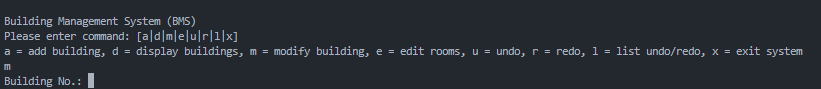 Building Management System (BMS)
Please enter command: [a|d|m|e|u|r|l|x]
a = add building, d = display buildings, m = modify building, e = edit rooms, u = undo, r = redo, l = list undo/redo, x = exit system
m
Building No.: